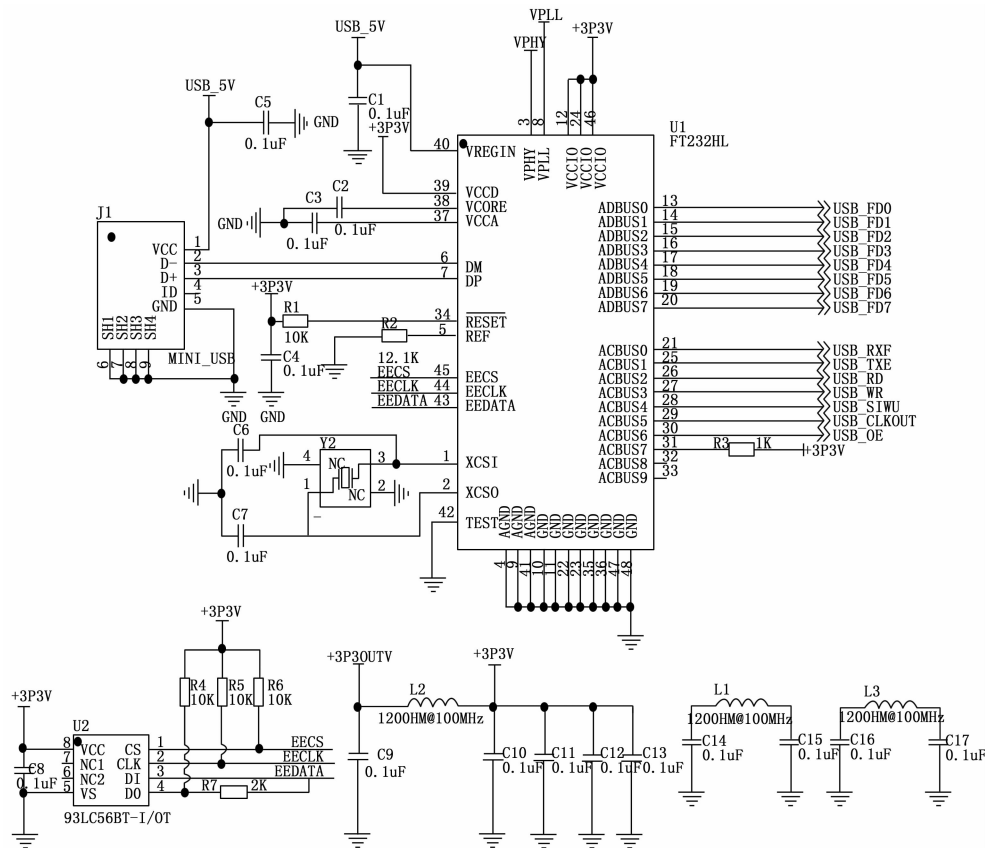 VPLL
USB_5V
VPHY
+3P3V
USB_5V
C5
GND
0.1uF
C1
0.1uF
+3P3V
3
8
12
24
46
U1
FT232HL
40
VREGIN
VPHY
VPLL
VCCIO
VCCIO
VCCIO
39
VCCD
C2
C3
38
VCORE
37
VCCA
GND
0.1uF
0.1uF
ADBUS0 13 USB_FD0
ADBUS1 14 USB_FD1
ADBUS2 15 USB_FD2
ADBUS3 16 USB_FD3
ADBUS4 17 USB_FD4
ADBUS5 18 USB_FD5
ADBUS6 19 USB_FD6
ADBUS7 20 USB_FD7
J1
VCC 1
D- 2
D+ 3
ID 4
GND 5
SH1
SH2
SH3
SH4
6
7
8
9
MINI_USB
6
DM
7
DP
+3P3V
R1
10K
34
RESET
R2
5
REF
12.1K
C4
0.1uF
GND
GND
EECS 45 EECS
EECLK 44 EECLK
EEDATA 43 EEDATA
ACBUS0 21 USB_RXF
ACBUS1 25 USB_TXE
ACBUS2 26 USB_RD
ACBUS3 27 USB_WR
ACBUS4 28 USB_SIWU
ACBUS5 29 USB_CLKOUT
ACBUS6 30 USB_OE
ACBUS7 31 R3 1K +3P3V
ACBUS8 32
ACBUS9 33
C6
0.1uF
Y2
4
NC
3
1
NC
2
1
XCSI
2
XCSO
C7
0.1uF
42
TEST
AGND
AGND
AGND
GND
GND
GND
GND
GND
GND
GND
GND
4
9
41
10
11
22
23
35
36
47
48
+3P3V
+3P3V
R4
10K
R5
10K
R6
10K
U2
8 VCC CS 1 EECS
7 NC1 CLK 2 EECLK
6 NC2 DI 3 EEDATA
5 VS DO 4 R7 2K
C8
0.1uF
93LC56BT-I/OT
+3P3OUTV
L2
1200HM@100MHz
+3P3V
C9
0.1uF
C10
0.1uF
C11
0.1uF
C12
0.1uF
C13
0.1uF
L1
1200HM@100MHz
C14
0.1uF
C15
0.1uF
L3
1200HM@100MHz
C16
0.1uF
C17
0.1uF